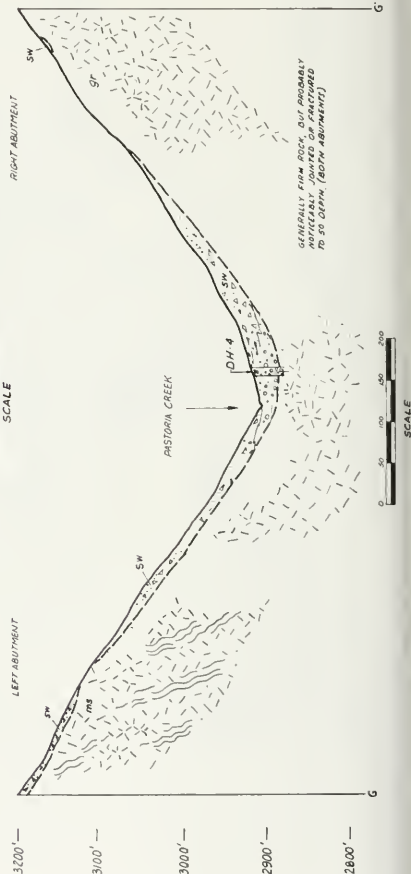 SCALE
LEFT ABUTMENT
RIGHT ABUTMENT
PASTORIA CREEK
DH-4
sw
ms
sw
sw
gr
sw
GENERALLY FIRM ROCK, BUT PROBABLY
NOTICEABLY JOINTED OR FRACTURED
TO 50 DEPTH. (BOTH ABUTMENTS)
3200'
3100'
3000'
2900'
2800'
G
G'
0 50 100 150 200
SCALE